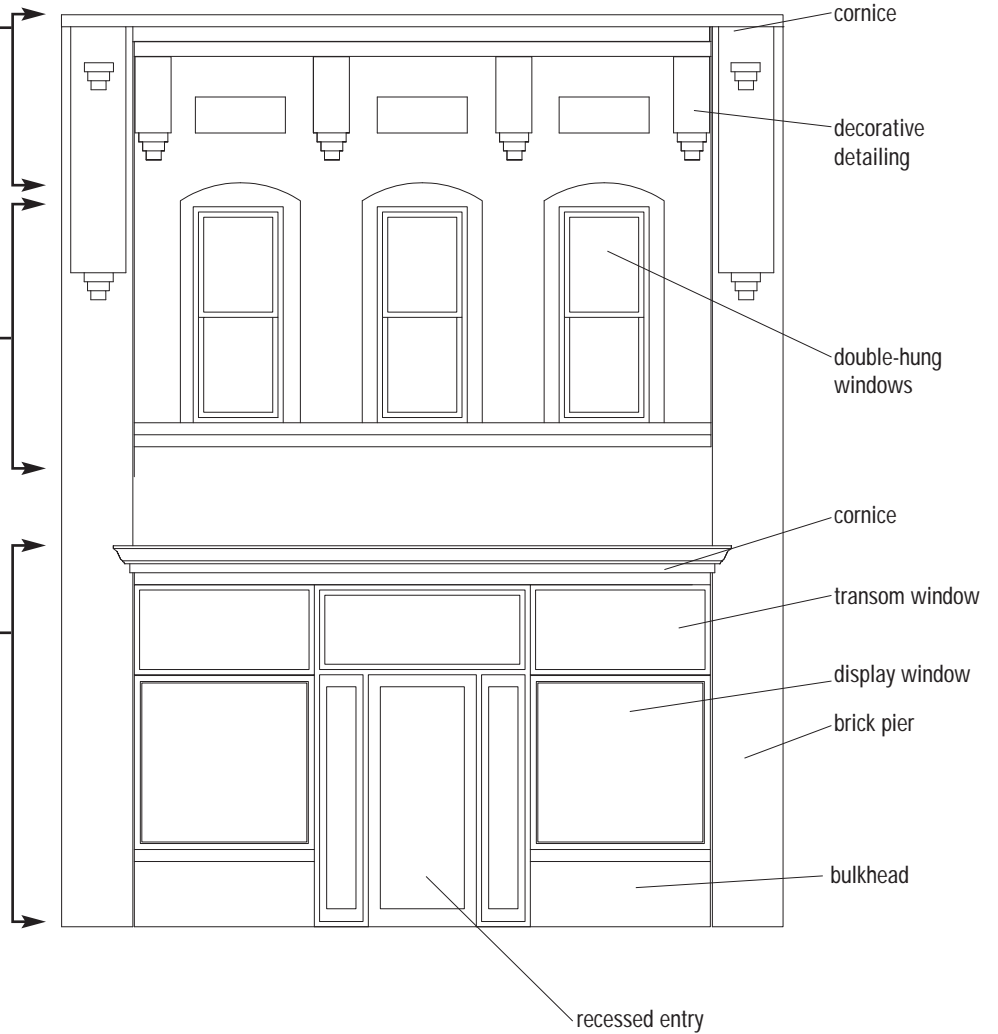 cornice
decorative
detailing
double-hung
windows
cornice
transom window
display window
brick pier
bulkhead
recessed entry